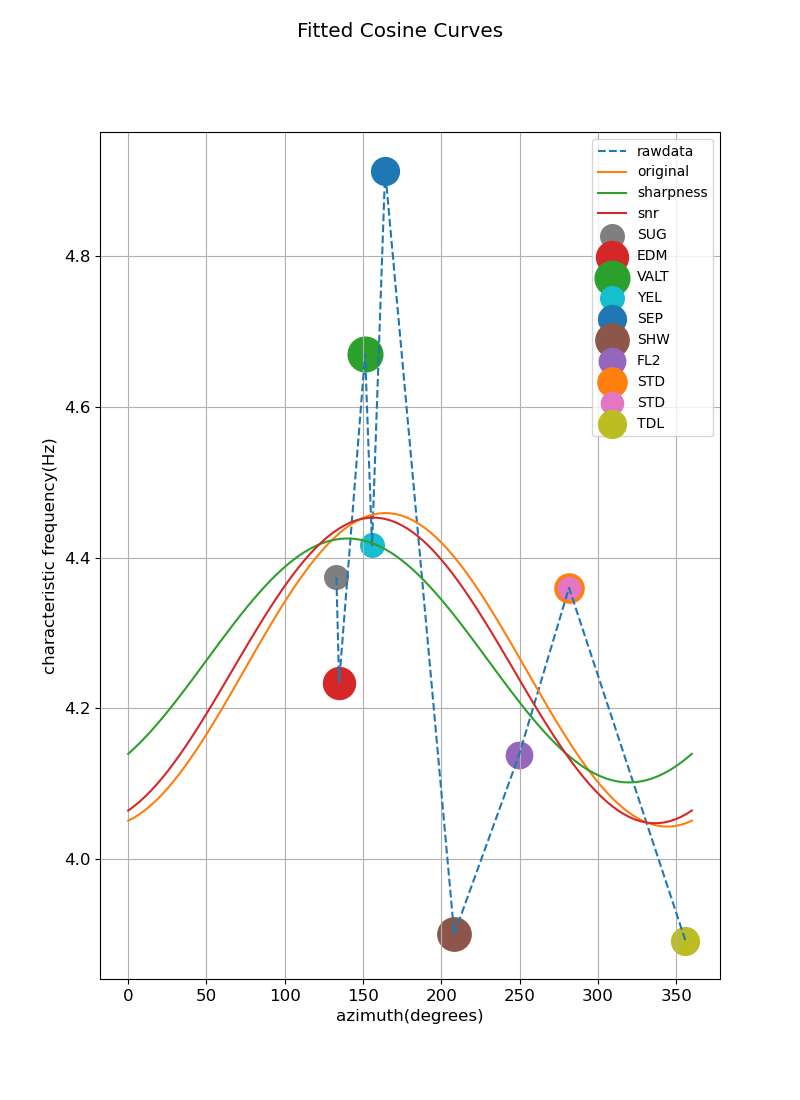 Fitted Cosine Curves
rawdata
original
sharpness
snr
SUG
EDM
VALT
YEL
SEP
SHW
FL2
STD
STD
TDL
characteristic frequency(Hz)
4.8
4.6
4.4
4.2
4.0
0 50 100 150 200 250 300 350
azimuth(degrees)